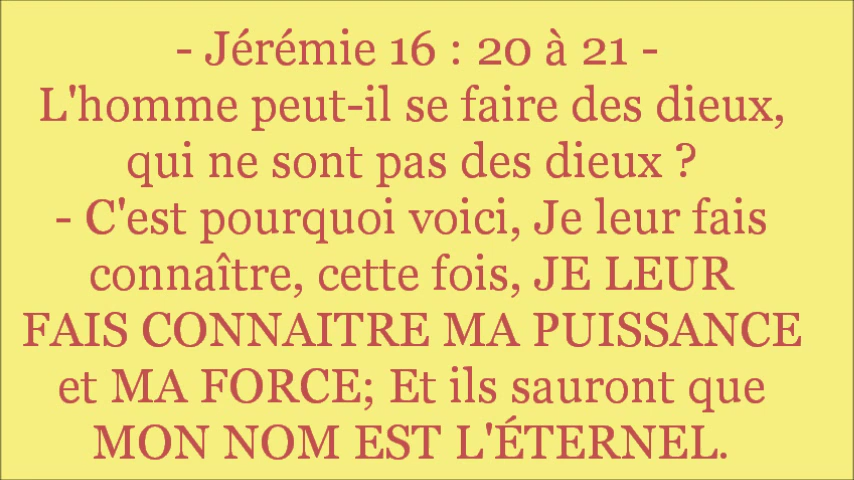 - Jérémie 16 : 20 à 21 -
L'homme peut-il se faire des dieux,
qui ne sont pas des dieux ?
- C'est pourquoi voici, Je leur fais
connaître, cette fois, JE LEUR
FAIS CONNAITRE MA PUISSANCE
et MA FORCE; Et ils sauront que
MON NOM EST L'ÉTERNEL.